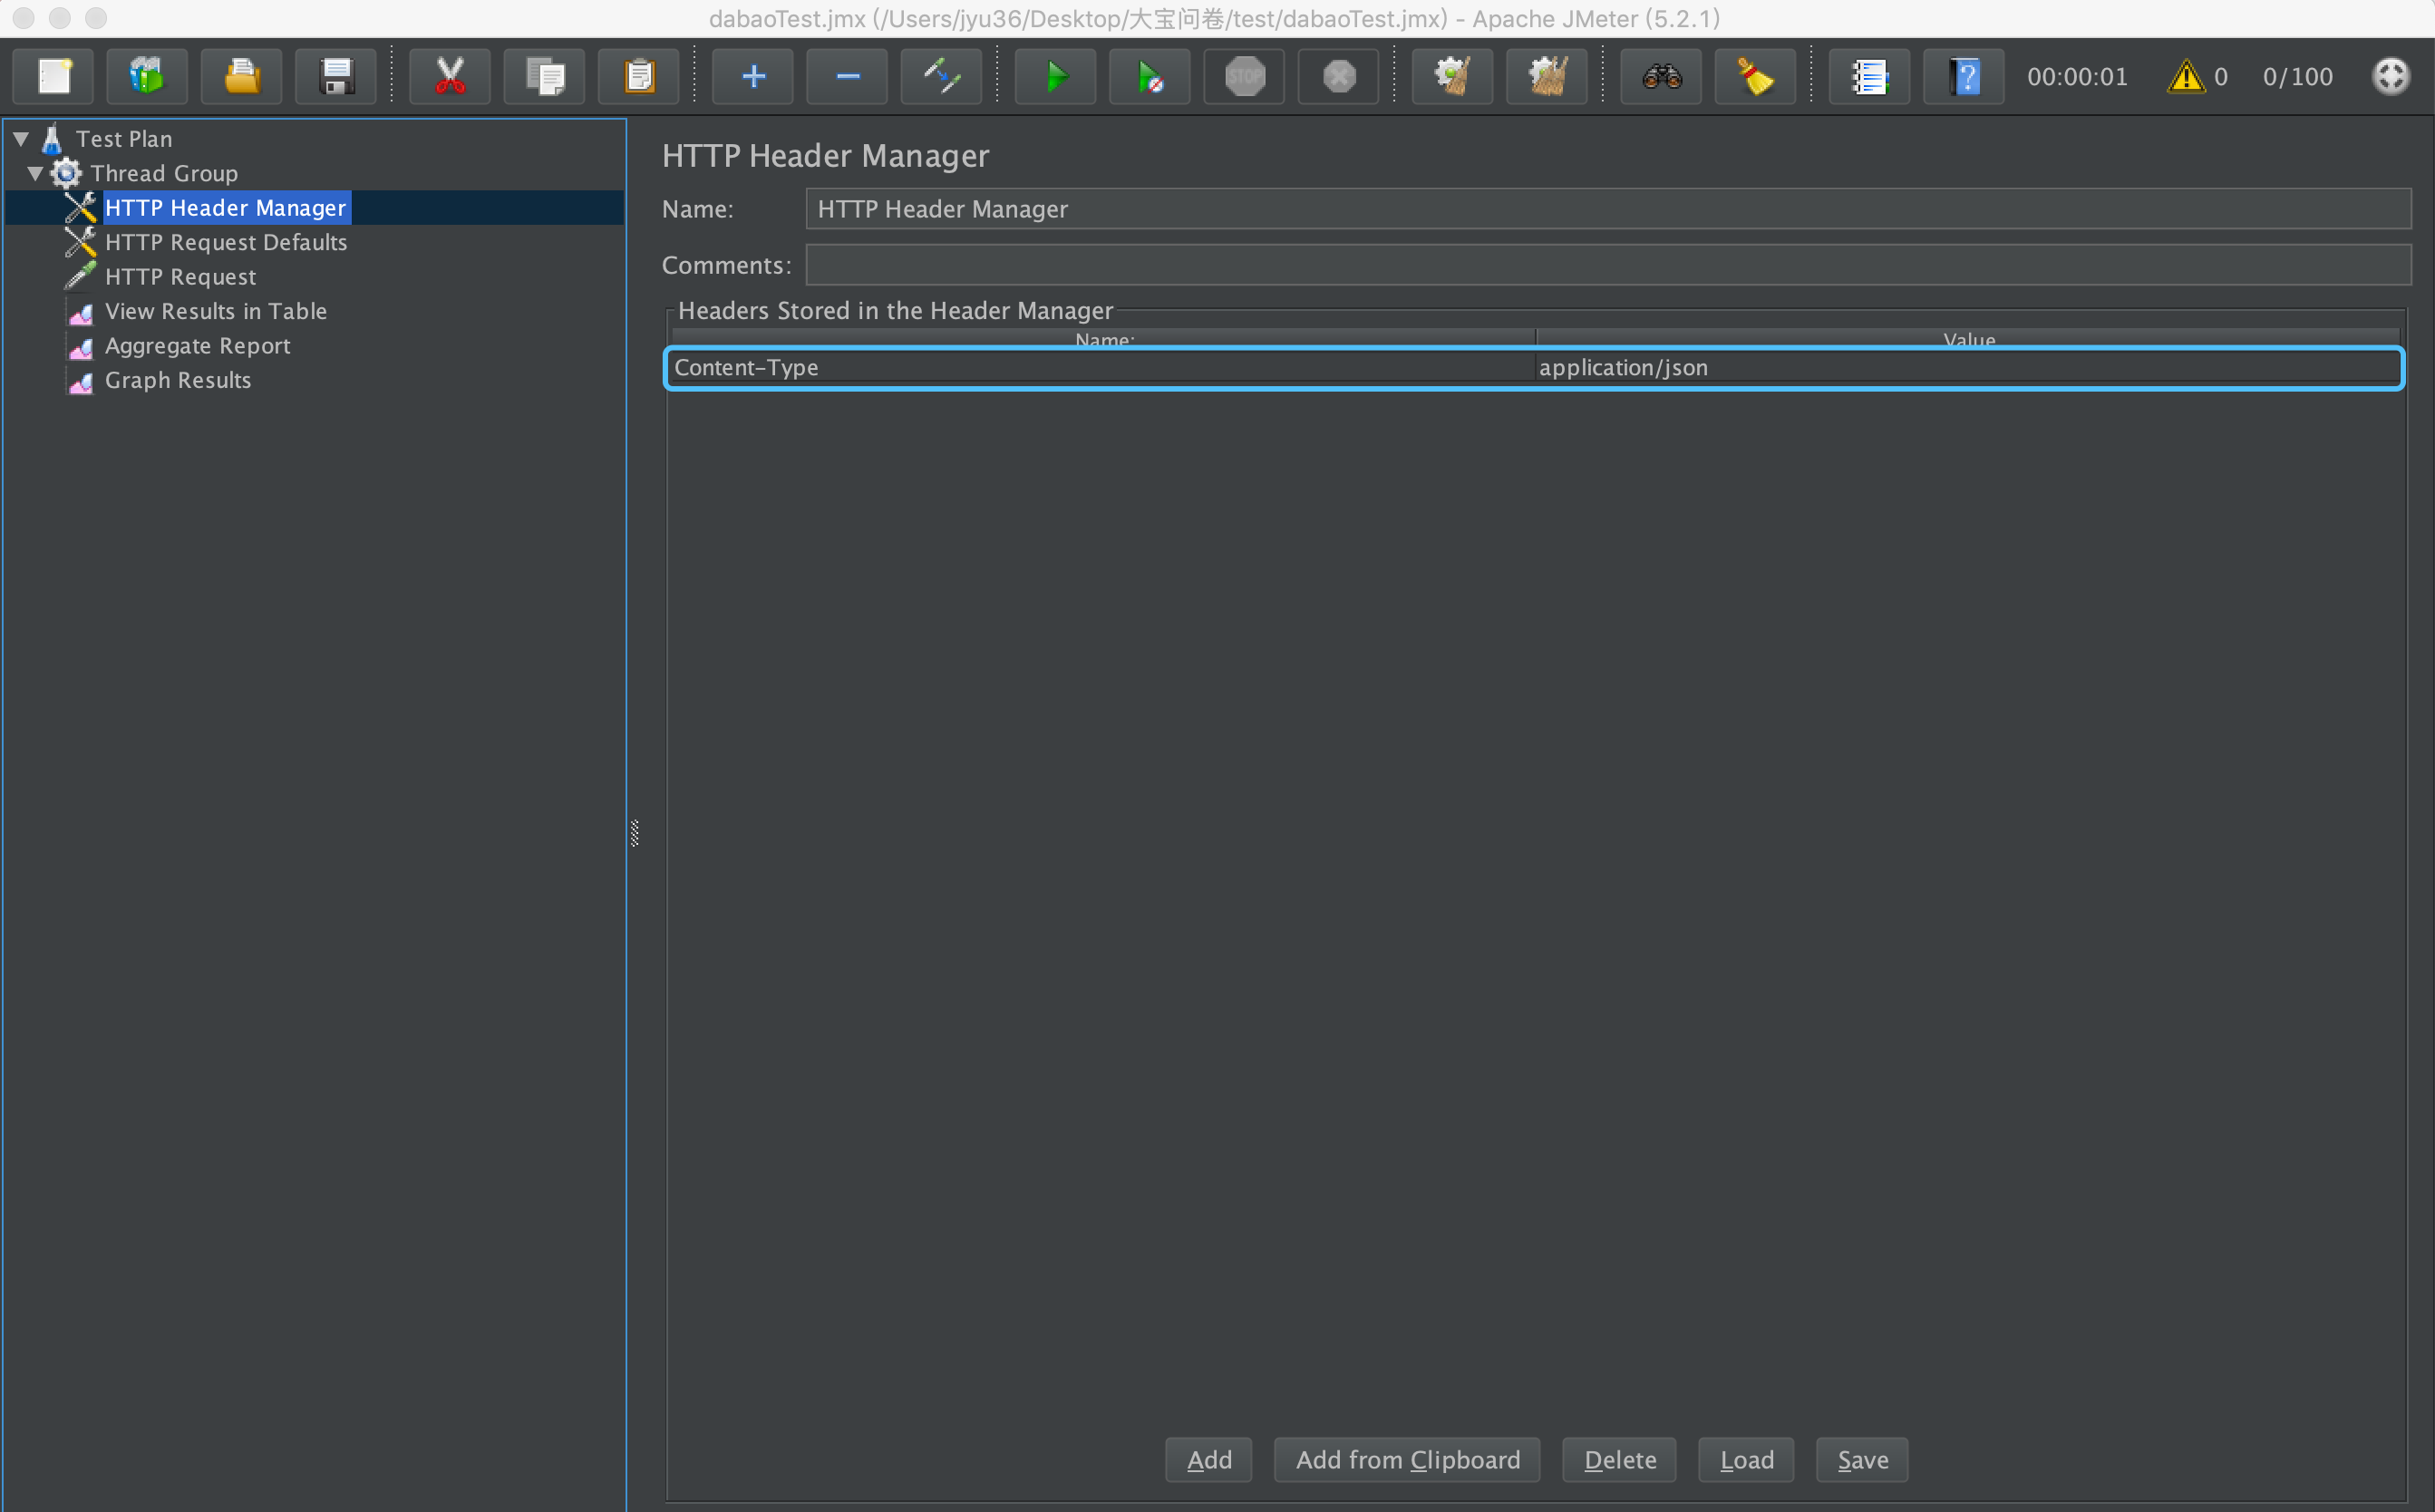 dabaoTest.jmx (/Users/jyu36/Desktop/大宝问卷/test/dabaoTest.jmx) - Apache JMeter (5.2.1)
STOP
00:00:01 0 0/100
Test Plan
Thread Group
HTTP Header Manager
HTTP Request Defaults
HTTP Request
View Results in Table
Aggregate Report
Graph Results
HTTP Header Manager
Name: HTTP Header Manager
Comments:
Headers Stored in the Header Manager
Name: Value
Content-Type application/json
Add Add from Clipboard Delete Load Save